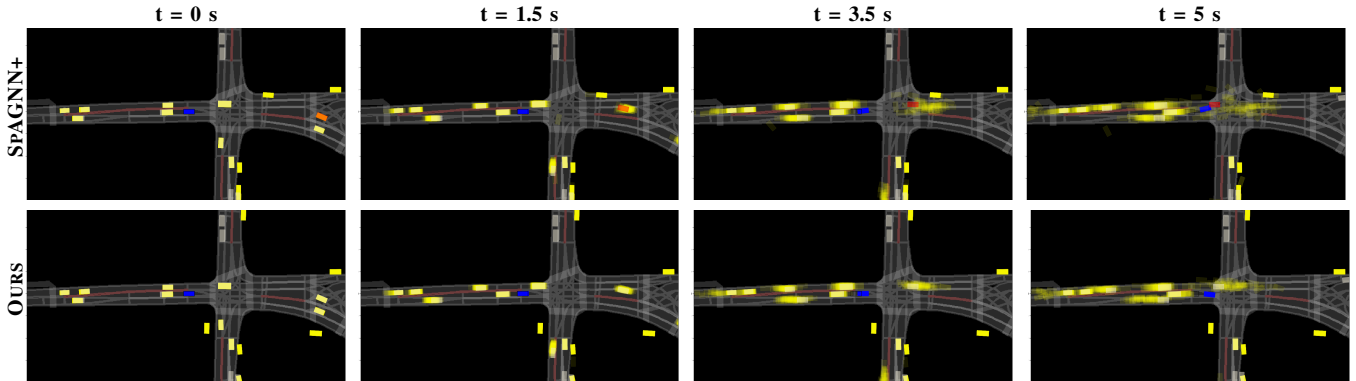 t = 0 s
t = 1.5 s
t = 3.5 s
t = 5 s
SPAGNN+
OURS